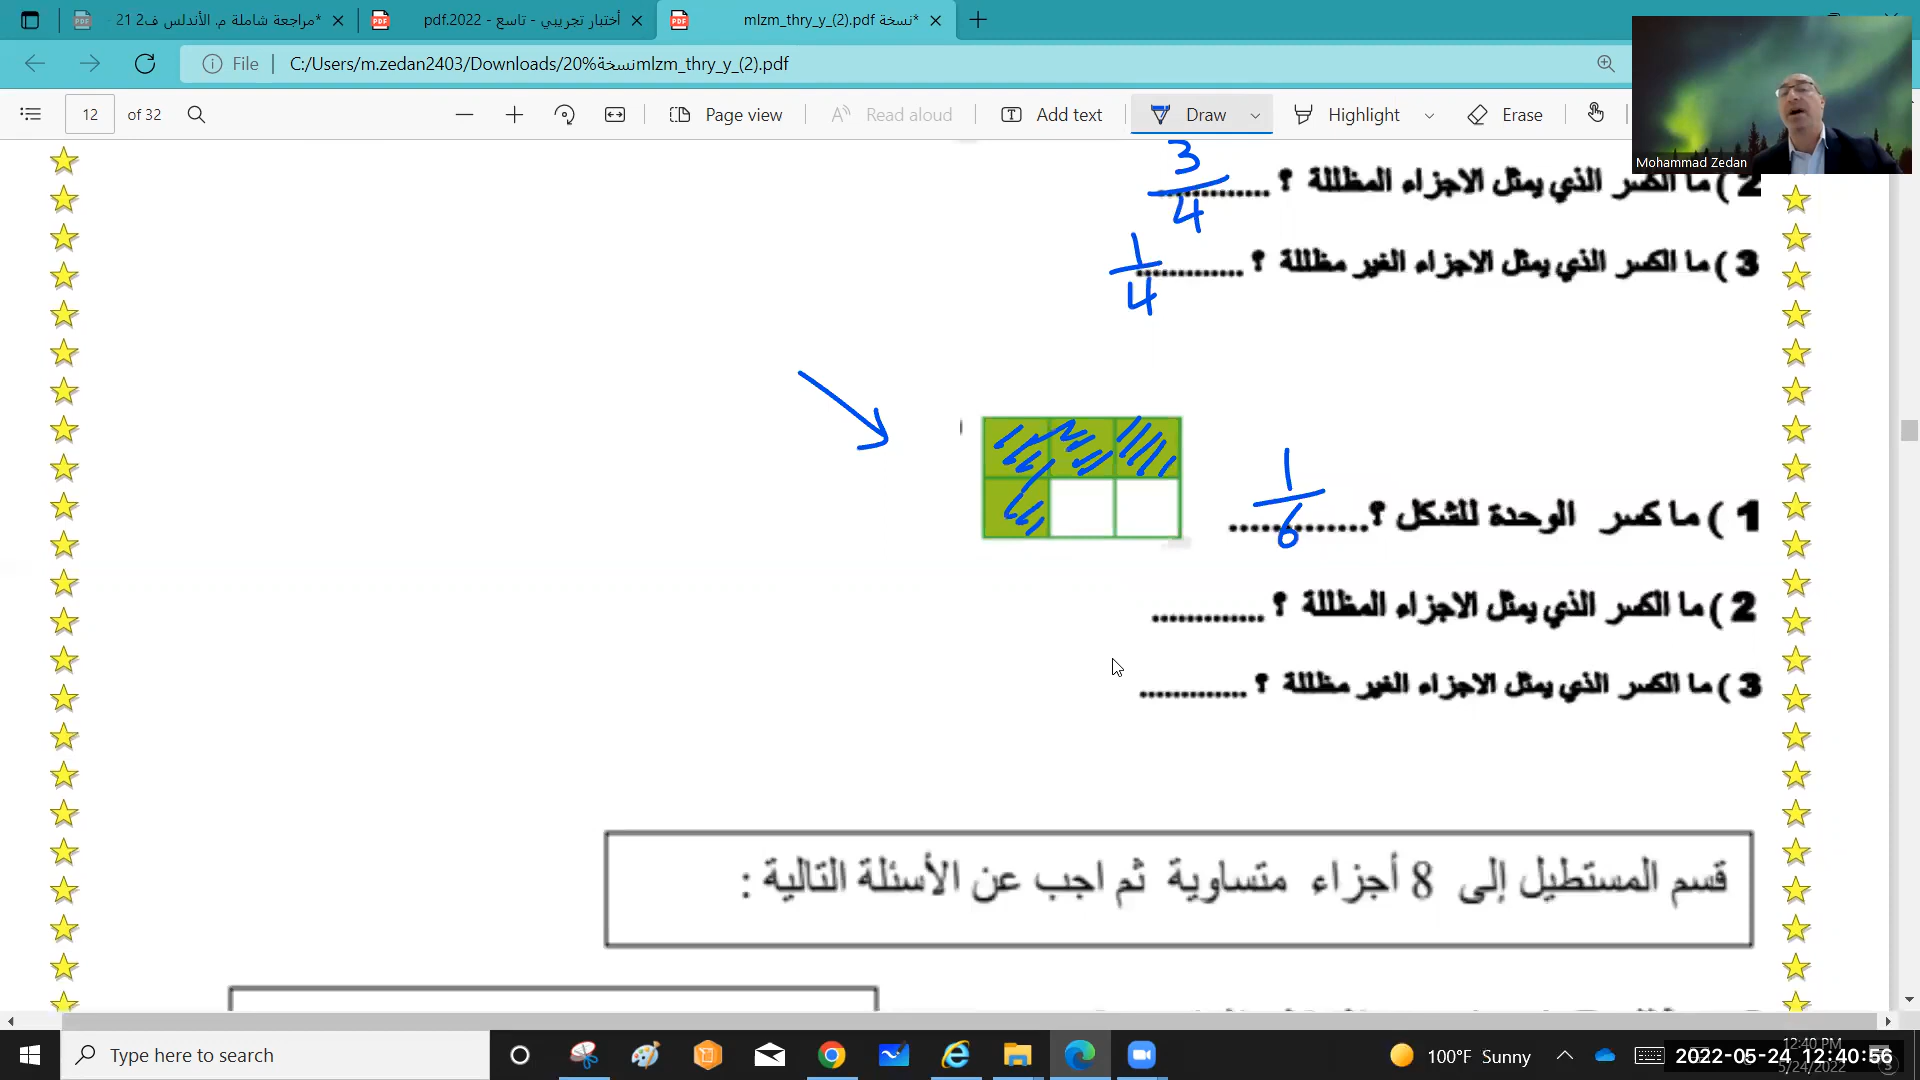 *مراجعة شاملة م. الأندلس ف2 21
أختبار تجريبي - تاسع - 2022.pdf
*نسخة mlzm_thry_y_(2).pdf
File
C:/Users/m.zedan2403/Downloads/20%نسخةmlzm_thry_y_(2).pdf
12 of 32
Page view
Read aloud
Add text
Draw
Highlight
Erase
Mohammad Zedan
2 ) ما الكسر الذي يمثل الاجزاء المظللة ؟ ............. 3/4
3 ) ما الكسر الذي يمثل الاجزاء الغير مظللة ؟ ............. 1/4
1 ) ما كسر الوحدة للشكل ؟............. 1/6
2 ) ما الكسر الذي يمثل الاجزاء المظللة ؟ .............
3 ) ما الكسر الذي يمثل الاجزاء الغير مظللة ؟ .............
قسم المستطيل إلى 8 أجزاء متساوية ثم اجب عن الأسئلة التالية :
Type here to search
100°F Sunny
12:40 PM
5/24/2022
2022-05-24 12:40:56